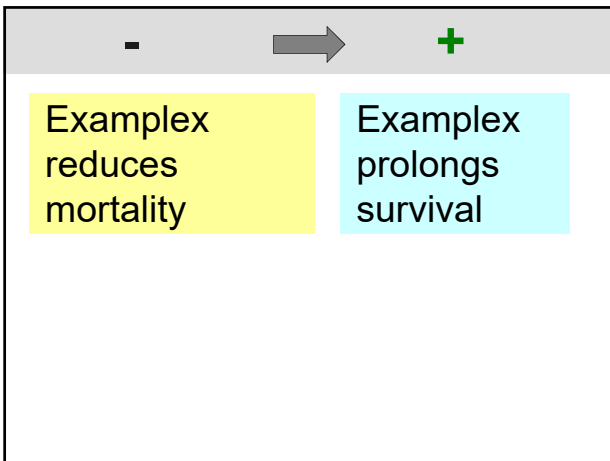 - +
Examplex
reduces
mortality
Examplex
prolongs
survival